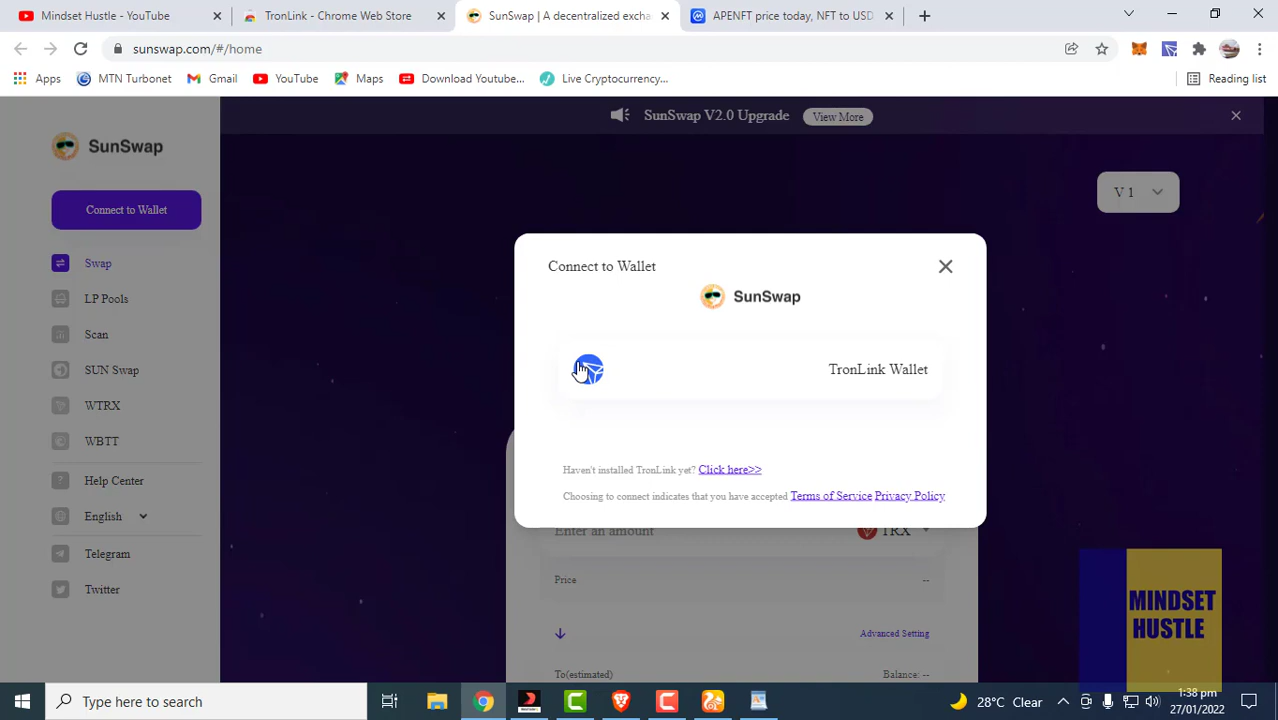 Mindset Hustle - YouTube
TronLink - Chrome Web Store
SunSwap | A decentralized excha
APENFT price today, NFT to USD
sunswap.com/#/home
Apps
MTN Turbonet
Gmail
YouTube
Maps
Download Youtube...
Live Cryptocurrency...
Reading list
SunSwap V2.0 Upgrade
View More
SunSwap
Connect to Wallet
V 1
Swap
LP Pools
Scan
SUN Swap
WTRX
WBTT
Help Center
English
Telegram
Twitter
Connect to Wallet
SunSwap
TronLink Wallet
Haven't installed TronLink yet? Click here>>
Choosing to connect indicates that you have accepted Terms of Service Privacy Policy
Enter an amount
TRX
Price
--
Advanced Setting
To(estimated)
Balance: --
MINDSET
HUSTLE
Type here to search
28°C Clear
1:38 pm
27/01/2022